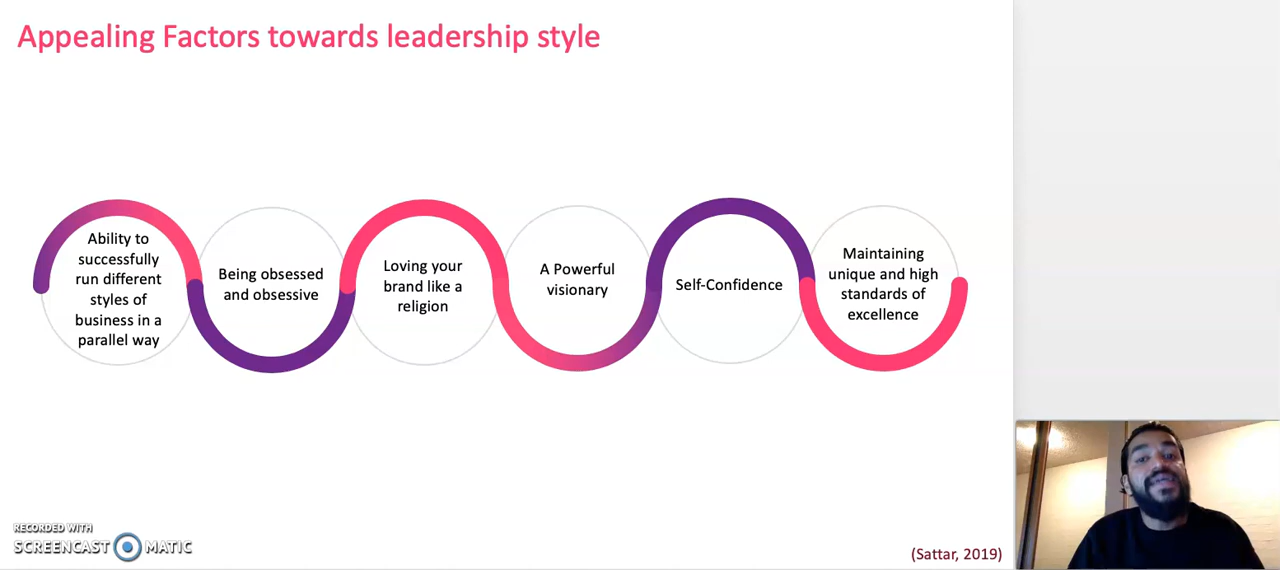 Appealing Factors towards leadership style
Ability to
successfully
run different
styles of
business in a
parallel way
Being obsessed
and obsessive
Loving your
brand like a
religion
A Powerful
visionary
Self-Confidence
Maintaining
unique and high
standards of
excellence
RECORDED WITH
SCREENCAST MATIC
(Sattar, 2019)